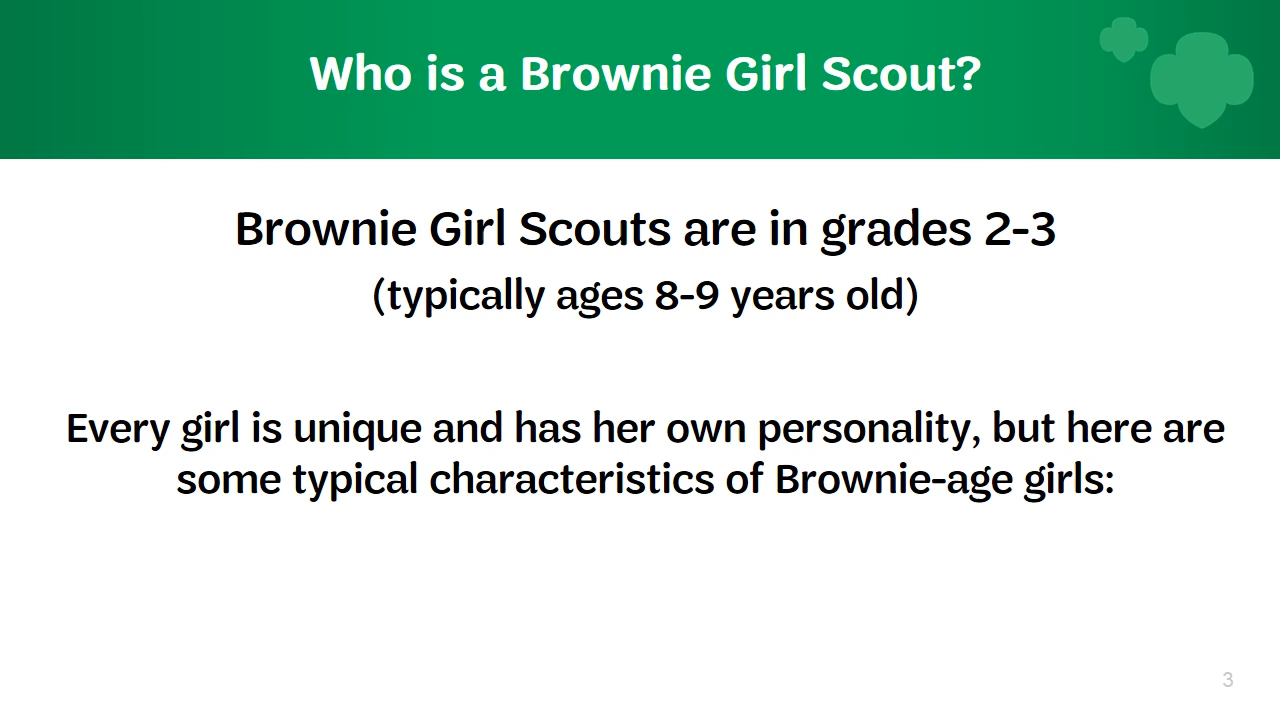 Who is a Brownie Girl Scout?
Brownie Girl Scouts are in grades 2-3
(typically ages 8-9 years old)
Every girl is unique and has her own personality, but here are
some typical characteristics of Brownie-age girls:
3